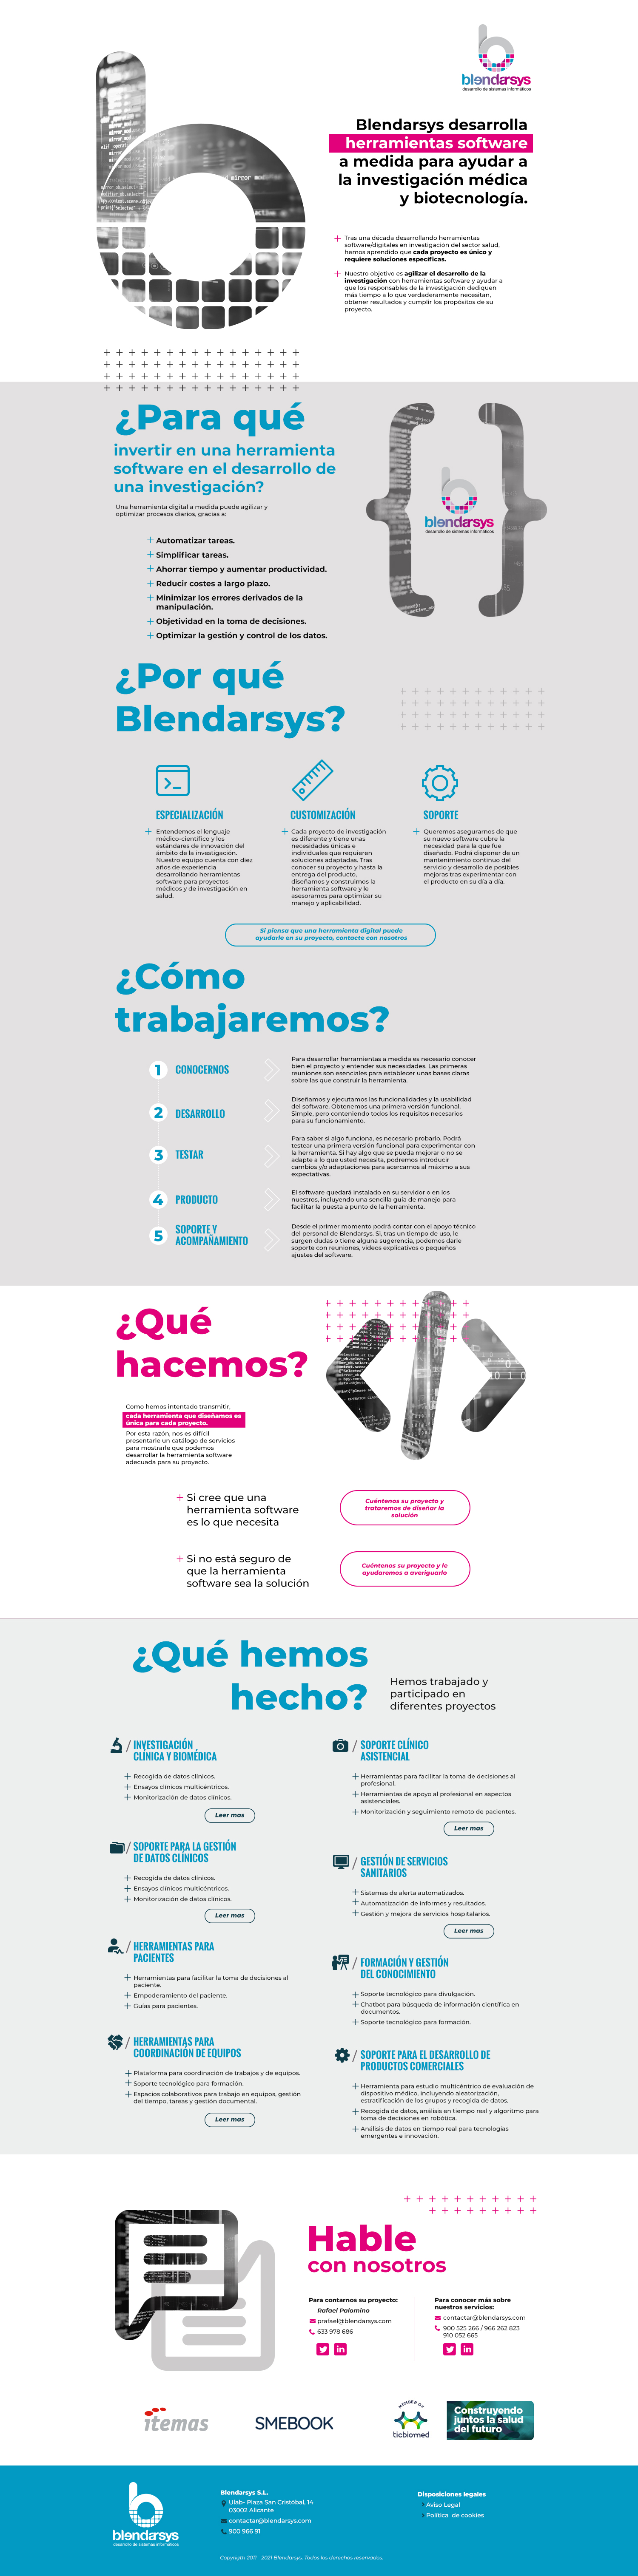 blendarsys
desarrollo de sistemas informáticos
Blendarsys desarrolla
herramientas software
a medida para ayudar a
la investigación médica
y biotecnología.
Tras una década desarrollando herramientas
software/digitales en investigación del sector salud,
hemos aprendido que cada proyecto es único y
requiere soluciones específicas.
Nuestro objetivo es agilizar el desarrollo de la
investigación con herramientas software y ayudar a
que los responsables de la investigación dediquen
más tiempo a lo que verdaderamente necesitan,
obtener resultados y cumplir los propósitos de su
proyecto.
¿Para qué
invertir en una herramienta
software en el desarrollo de
una investigación?
Una herramienta digital a medida puede agilizar y
optimizar procesos diarios, gracias a:
Automatizar tareas.
Simplificar tareas.
Ahorrar tiempo y aumentar productividad.
Reducir costes a largo plazo.
Minimizar los errores derivados de la
manipulación.
Objetividad en la toma de decisiones.
Optimizar la gestión y control de los datos.
blendarsys
desarrollo de sistemas informáticos
¿Por qué
Blendarsys?
ESPECIALIZACIÓN
Entendemos el lenguaje
médico-científico y los
estándares de innovación del
ámbito de la investigación.
Nuestro equipo cuenta con diez
años de experiencia
desarrollando herramientas
software para proyectos
médicos y de investigación en
salud.
CUSTOMIZACIÓN
Cada proyecto de investigación
es diferente y tiene unas
necesidades únicas e
individuales que requieren
soluciones adaptadas. Tras
conocer su proyecto y hasta la
entrega del producto,
diseñamos y construimos la
herramienta software y le
asesoramos para optimizar su
manejo y aplicabilidad.
SOPORTE
Queremos asegurarnos de que
su nuevo software cubre la
necesidad para la que fue
diseñado. Podrá disponer de un
mantenimiento continuo del
servicio y desarrollo de posibles
mejoras tras experimentar con
el producto en su día a día.
Si piensa que una herramienta digital puede
ayudarle en su proyecto, contacte con nosotros
¿Cómo
trabajaremos?
1 CONOCERNOS
Para desarrollar herramientas a medida es necesario conocer
bien el proyecto y entender sus necesidades. Las primeras
reuniones son esenciales para establecer unas bases claras
sobre las que construir la herramienta.
2 DESARROLLO
Diseñamos y ejecutamos las funcionalidades y la usabilidad
del software. Obtenemos una primera versión funcional.
Simple, pero conteniendo todos los requisitos necesarios
para su funcionamiento.
3 TESTAR
Para saber si algo funciona, es necesario probarlo. Podrá
testear una primera versión funcional para experimentar con
la herramienta. Si hay algo que se pueda mejorar o no se
adapte a lo que usted necesita, podremos introducir
cambios y/o adaptaciones para acercarnos al máximo a sus
expectativas.
4 PRODUCTO
El software quedará instalado en su servidor o en los
nuestros, incluyendo una sencilla guía de manejo para
facilitar la puesta a punto de la herramienta.
5 SOPORTE Y
ACOMPAÑAMIENTO
Desde el primer momento podrá contar con el apoyo técnico
del personal de Blendarsys. Si, tras un tiempo de uso, le
surgen dudas o tiene alguna sugerencia, podemos darle
soporte con reuniones, vídeos explicativos o pequeños
ajustes del software.
¿Qué
hacemos?
Como hemos intentado transmitir,
cada herramienta que diseñamos es
única para cada proyecto.
Por esta razón, nos es difícil
presentarle un catálogo de servicios
para mostrarle que podemos
desarrollar la herramienta software
adecuada para su proyecto.
Si cree que una
herramienta software
es lo que necesita
Cuéntenos su proyecto y
trataremos de diseñar la
solución
Si no está seguro de
que la herramienta
software sea la solución
Cuéntenos su proyecto y le
ayudaremos a averiguarlo
¿Qué hemos
hecho?
Hemos trabajado y
participado en
diferentes proyectos
/ INVESTIGACIÓN
CLÍNICA Y BIOMÉDICA
Recogida de datos clínicos.
Ensayos clínicos multicéntricos.
Monitorización de datos clínicos.
Leer mas
/ SOPORTE CLÍNICO
ASISTENCIAL
Herramientas para facilitar la toma de decisiones al
profesional.
Herramientas de apoyo al profesional en aspectos
asistenciales.
Monitorización y seguimiento remoto de pacientes.
Leer mas
/ SOPORTE PARA LA GESTIÓN
DE DATOS CLÍNICOS
Recogida de datos clínicos.
Ensayos clínicos multicéntricos.
Monitorización de datos clínicos.
Leer mas
/ GESTIÓN DE SERVICIOS
SANITARIOS
Sistemas de alerta automatizados.
Automatización de informes y resultados.
Gestión y mejora de servicios hospitalarios.
Leer mas
/ HERRAMIENTAS PARA
PACIENTES
Herramientas para facilitar la toma de decisiones al
paciente.
Empoderamiento del paciente.
Guías para pacientes.
/ FORMACIÓN Y GESTIÓN
DEL CONOCIMIENTO
Soporte tecnológico para divulgación.
Chatbot para búsqueda de información científica en
documentos.
Soporte tecnológico para formación.
/ HERRAMIENTAS PARA
COORDINACIÓN DE EQUIPOS
Plataforma para coordinación de trabajos y de equipos.
Soporte tecnológico para formación.
Espacios colaborativos para trabajo en equipos, gestión
del tiempo, tareas y gestión documental.
Leer mas
/ SOPORTE PARA EL DESARROLLO DE
PRODUCTOS COMERCIALES
Herramienta para estudio multicéntrico de evaluación de
dispositivo médico, incluyendo aleatorización,
estratificación de los grupos y recogida de datos.
Recogida de datos, análisis en tiempo real y algoritmo para
toma de decisiones en robótica.
Análisis de datos en tiempo real para tecnologías
emergentes e innovación.
Hable
con nosotros
Para contarnos su proyecto:
Rafael Palomino
prafael@blendarsys.com
633 978 686
Para conocer más sobre
nuestros servicios:
contactar@blendarsys.com
900 525 266 / 966 262 823
910 052 665
itemas
SMEBOOK
MEMBER OF
ticbiomed
Construyendo
juntos la salud
del futuro
blendarsys
desarrollo de sistemas informáticos
Blendarsys S.L.
Ulab- Plaza San Cristóbal, 14
03002 Alicante
contactar@blendarsys.com
900 966 91
Disposiciones legales
Aviso Legal
Política de cookies
Copyrigth 2011 - 2021 Blendarsys. Todos los derechos reservados.